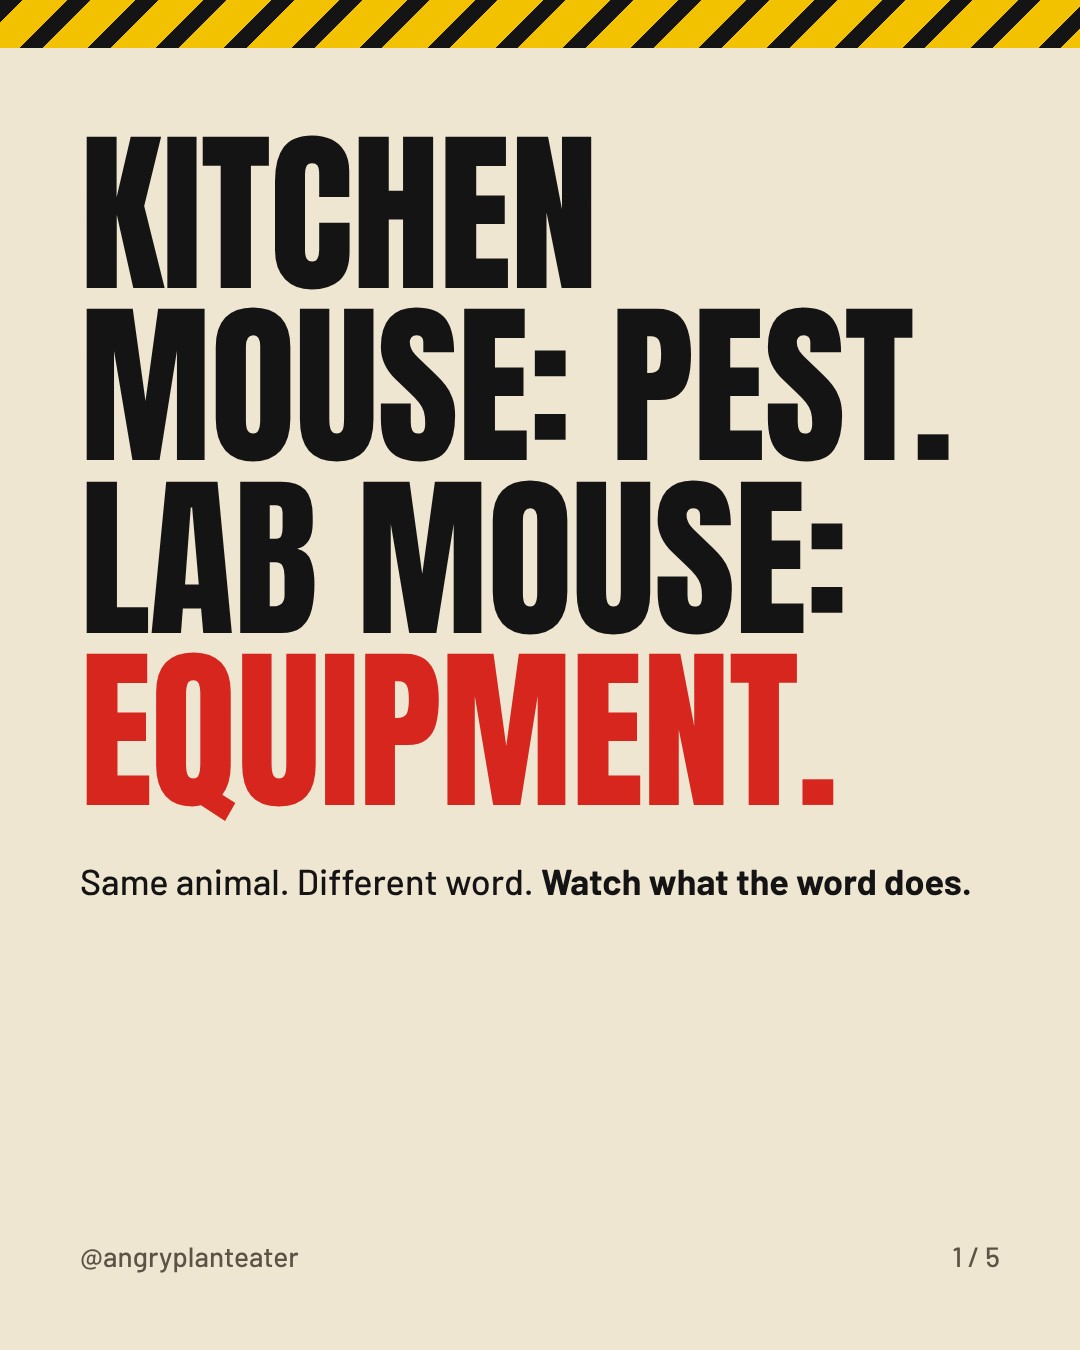 KITCHEN
MOUSE: PEST.
LAB MOUSE:
EQUIPMENT.
Same animal. Different word. Watch what the word does.
@angryplanteater
1 / 5